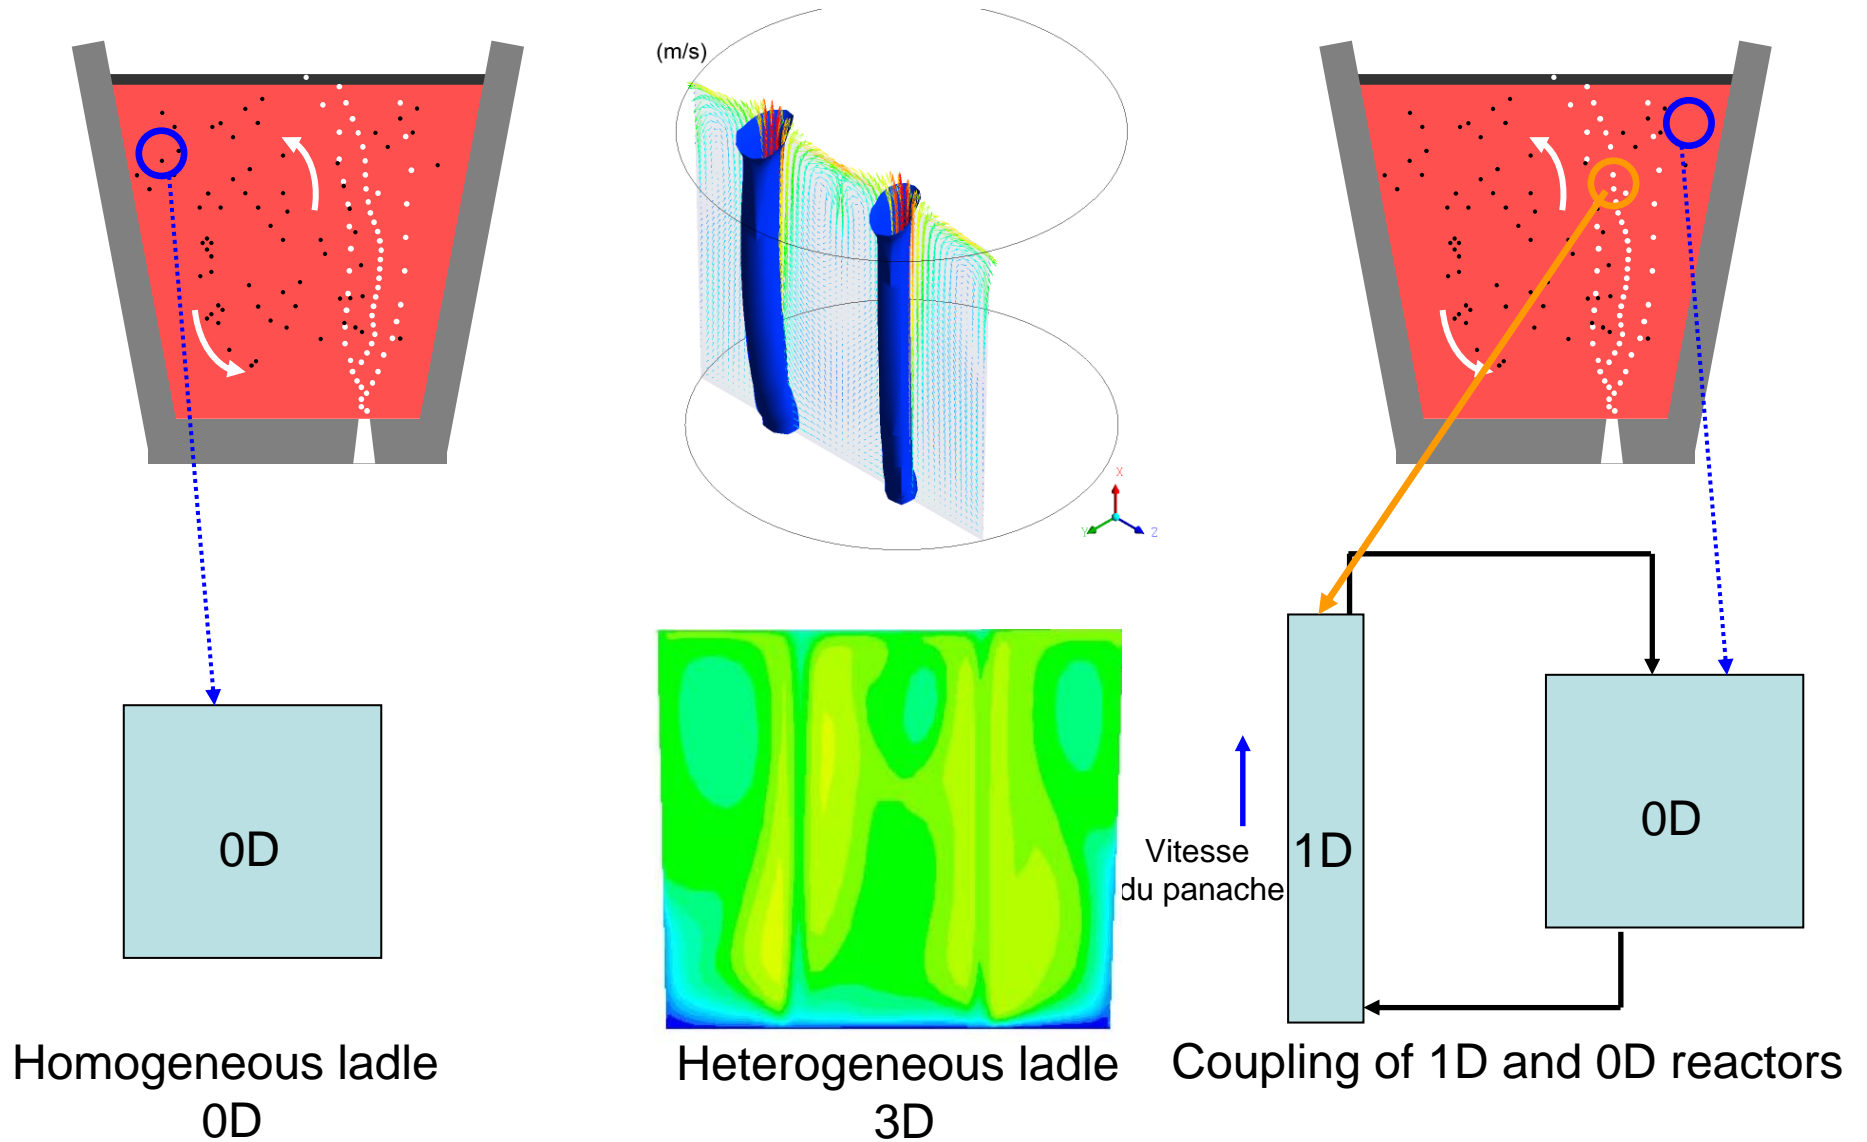 (m/s)
X
Y
Z
0D
Vitesse
du panache
1D
0D
Homogeneous ladle
0D
Heterogeneous ladle
3D
Coupling of 1D and 0D reactors